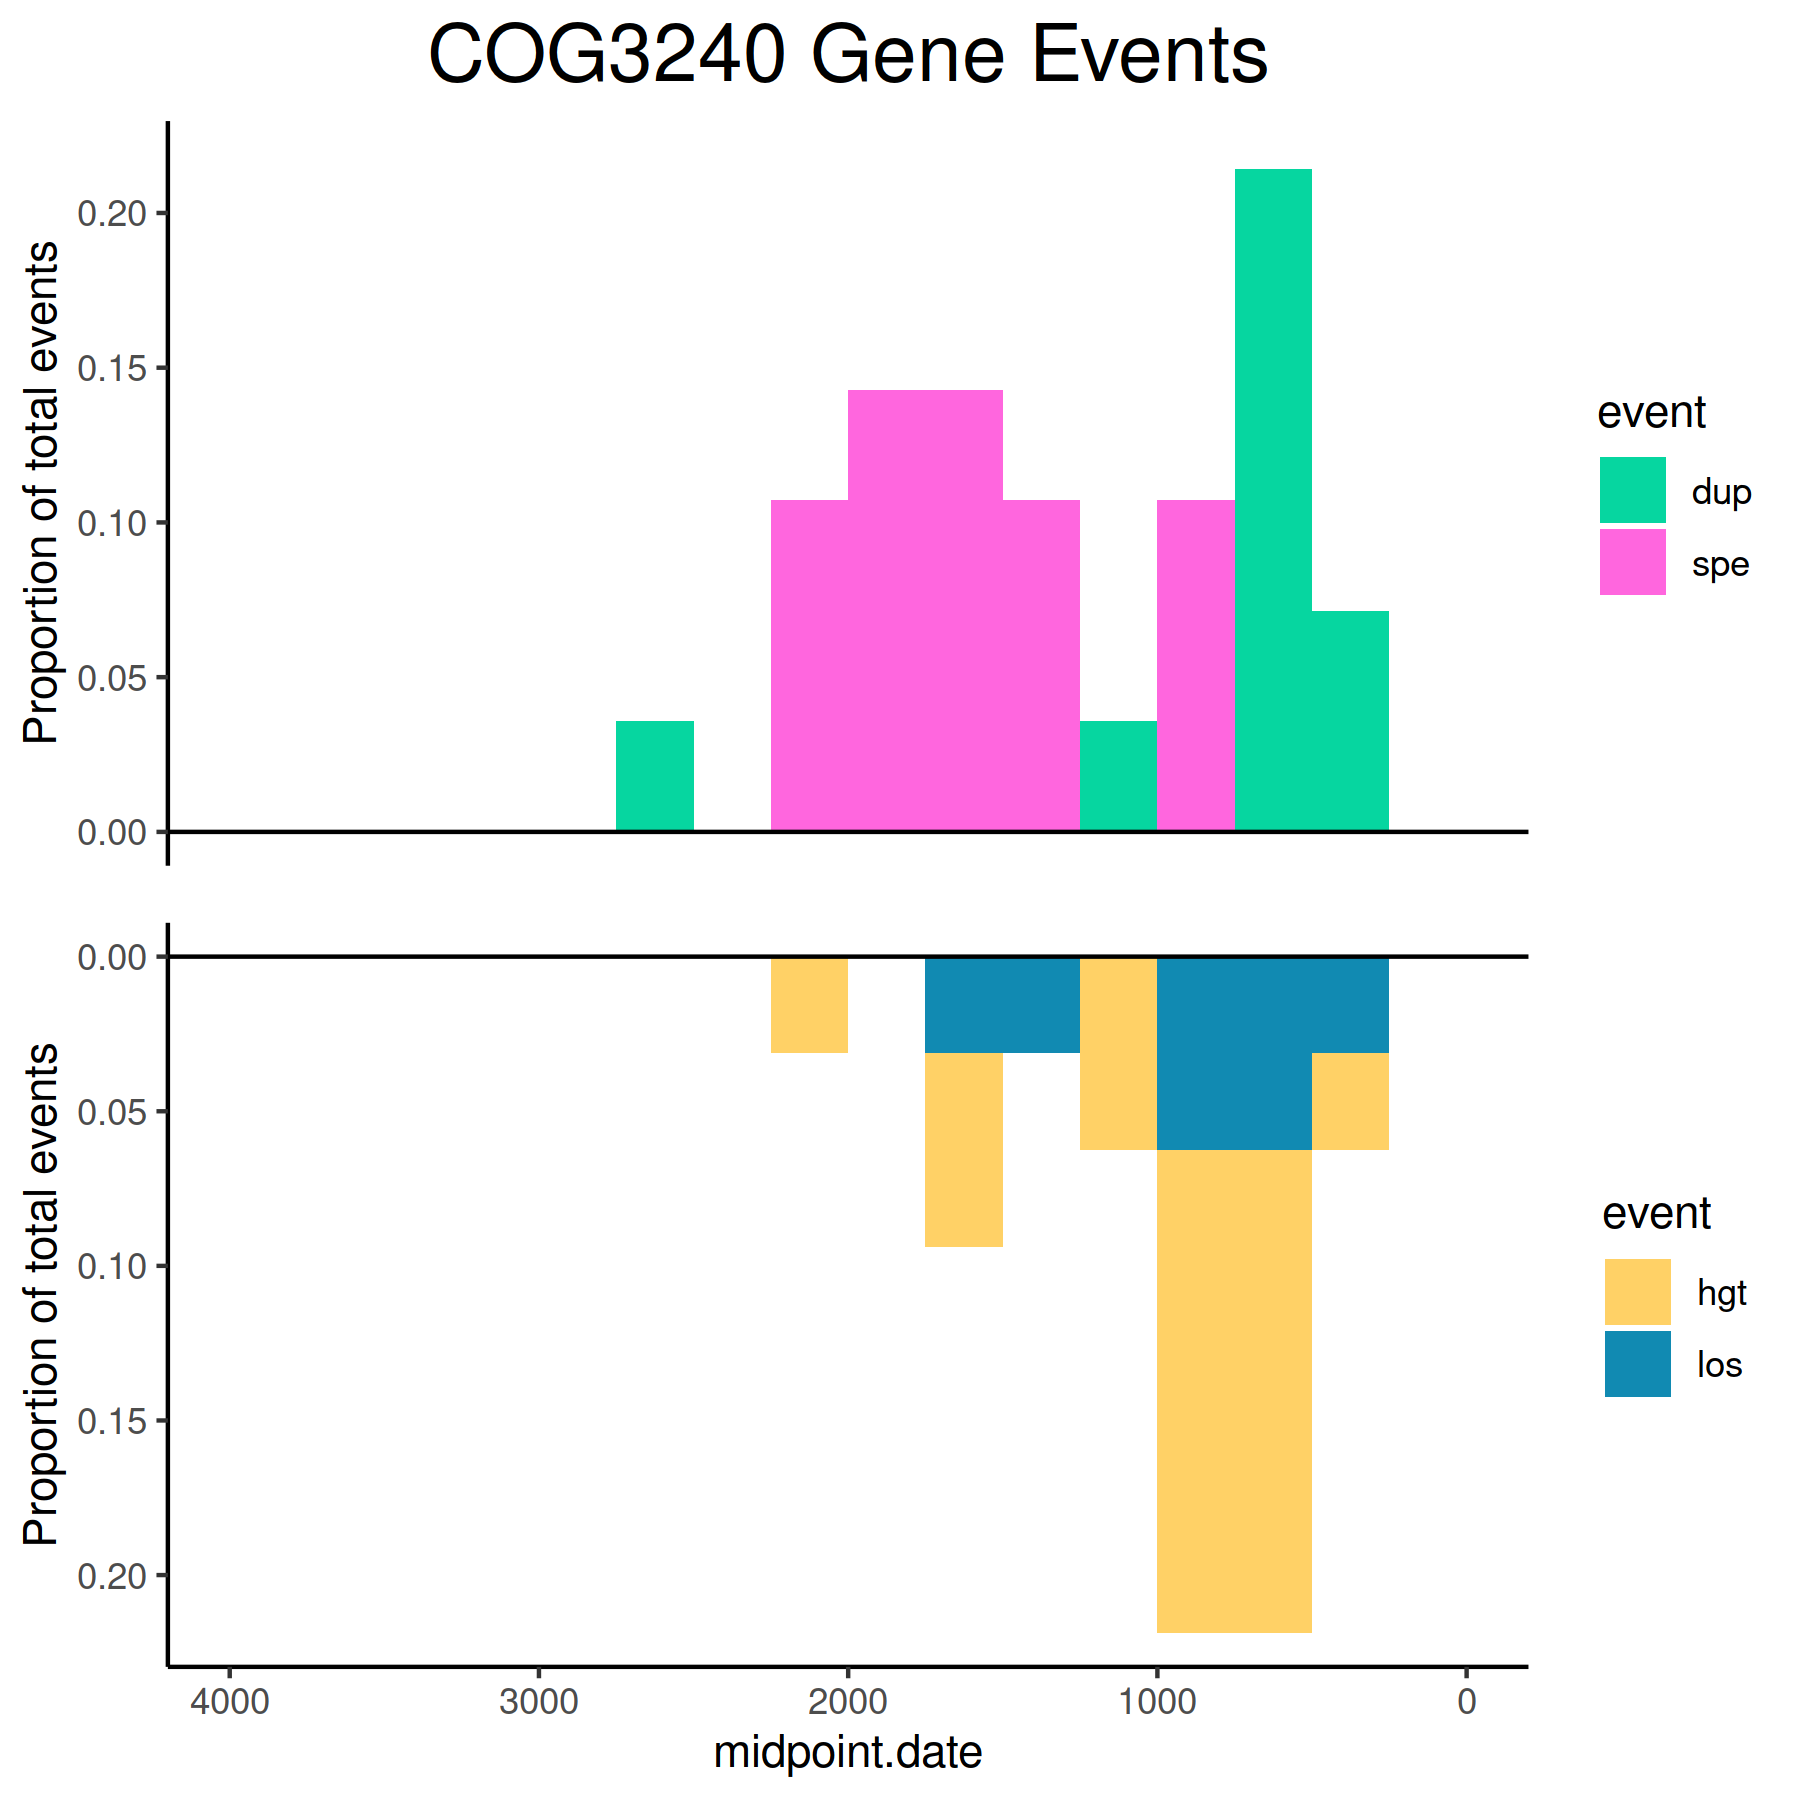 COG3240 Gene Events
Proportion of total events
0.20
0.15
0.10
0.05
0.00
event
dup
spe
Proportion of total events
0.00
0.05
0.10
0.15
0.20
event
hgt
los
4000 3000 2000 1000 0
midpoint.date